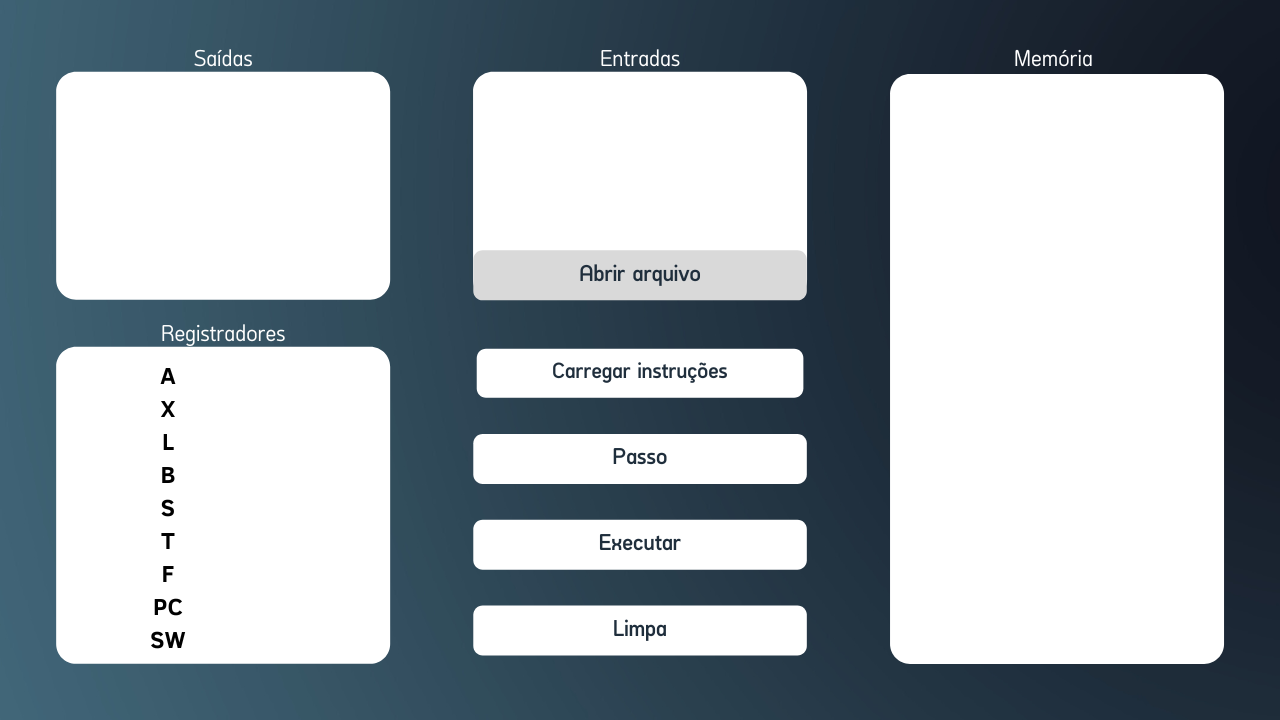 Saídas
Entradas
Memória
Abrir arquivo
Registradores
A
X
L
B
S
T
F
PC
SW
Carregar instruções
Passo
Executar
Limpa